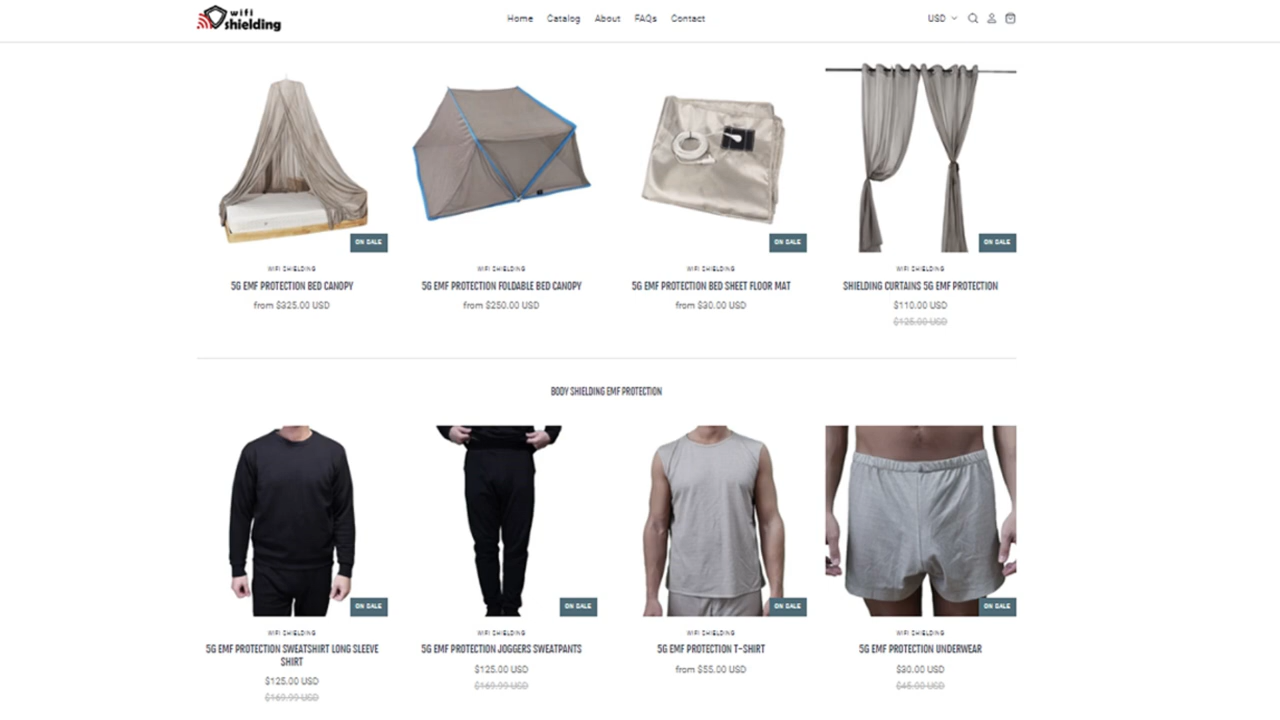 wifi
shielding
Home Catalog About FAQs Contact
USD
ON SALE
ON SALE
ON SALE
WIFI SHIELDING
WIFI SHIELDING
WIFI SHIELDING
WIFI SHIELDING
5G EMF PROTECTION BED CANOPY
5G EMF PROTECTION FOLDABLE BED CANOPY
5G EMF PROTECTION BED SHEET FLOOR MAT
SHIELDING CURTAINS 5G EMF PROTECTION
from $325.00 USD
from $250.00 USD
from $30.00 USD
$110.00 USD
$125.00 USD
BODY SHIELDING EMF PROTECTION
ON SALE
ON SALE
ON SALE
ON SALE
WIFI SHIELDING
WIFI SHIELDING
WIFI SHIELDING
WIFI SHIELDING
5G EMF PROTECTION SWEATSHIRT LONG SLEEVE
SHIRT
5G EMF PROTECTION JOGGERS SWEATPANTS
5G EMF PROTECTION T-SHIRT
5G EMF PROTECTION UNDERWEAR
$125.00 USD
$169.99 USD
$125.00 USD
$169.99 USD
from $55.00 USD
$30.00 USD
$45.00 USD